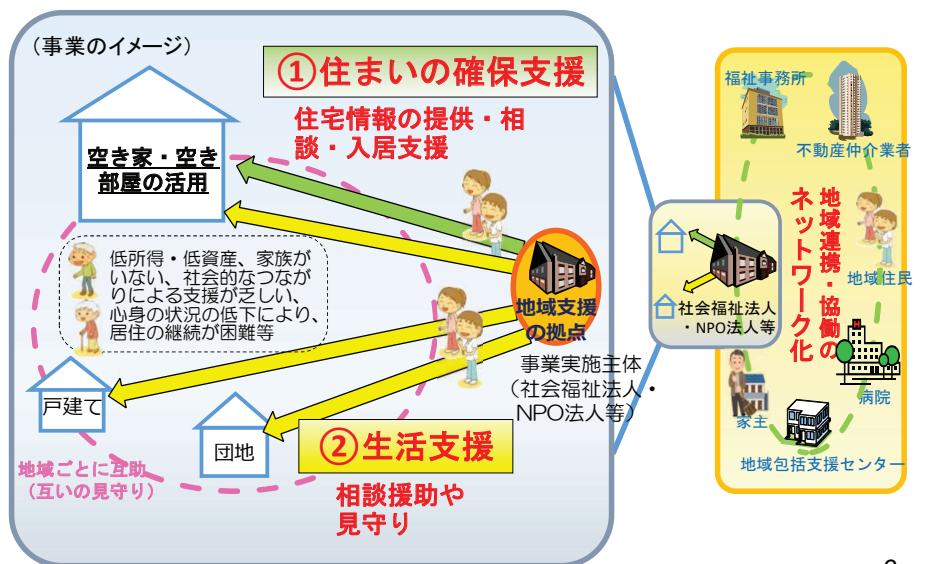 （事業のイメージ）
①住まいの確保支援
住宅情報の提供・相
談・入居支援
空き家・空き
部屋の活用
低所得・低資産、家族が
いない、社会的なつなが
りによる支援が乏しい、
心身の状況の低下により、
居住の継続が困難等
地域支援
の拠点
事業実施主体
（社会福祉法人・
NPO法人等）
戸建て
団地
②生活支援
相談援助や
見守り
地域ごとに互助
（互いの見守り）
社会福祉法人
・NPO法人等
地域連携・協働の
ネットワーク化
福祉事務所
不動産仲介業者
地域住民
病院
家主
地域包括支援センター